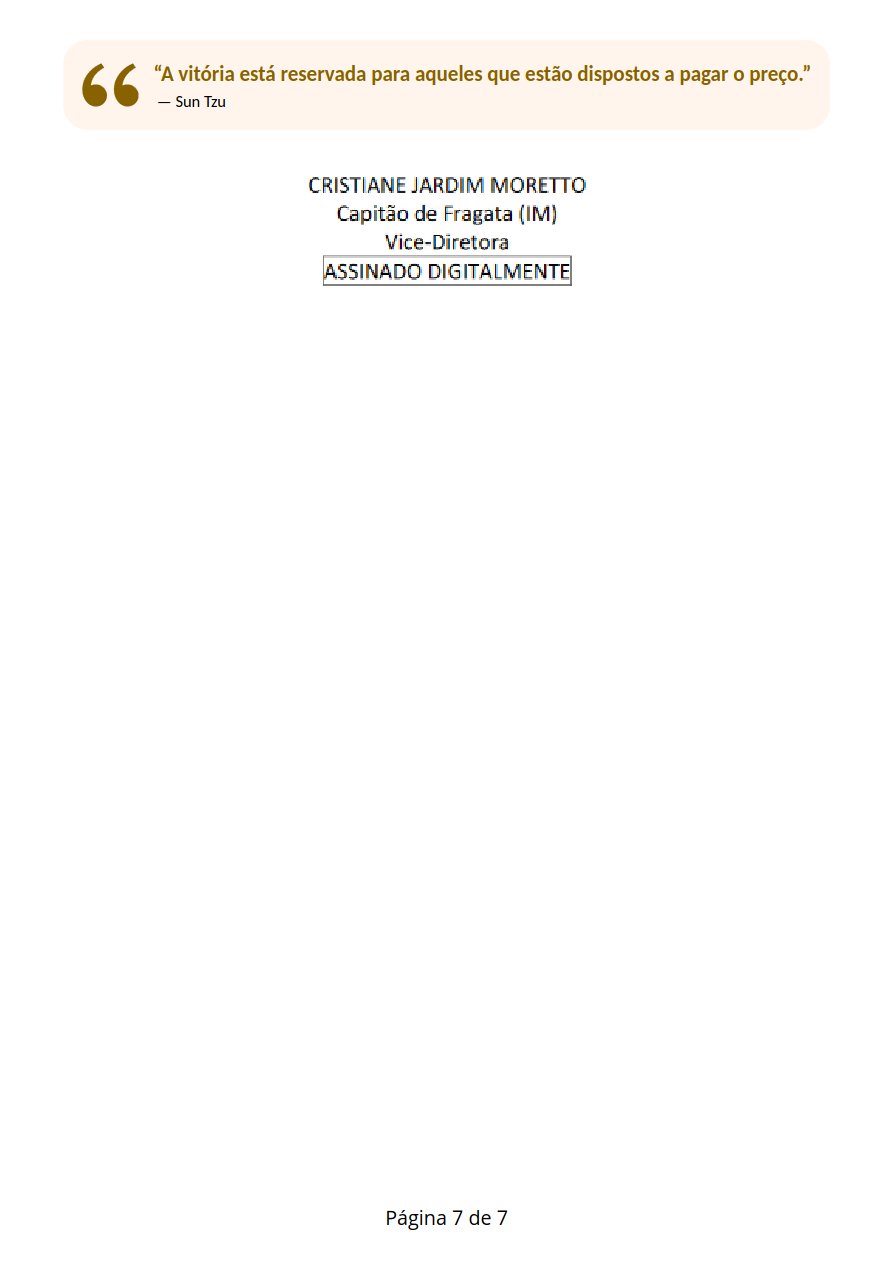 “A vitória está reservada para aqueles que estão dispostos a pagar o preço.”
— Sun Tzu
CRISTIANE JARDIM MORETTO
Capitão de Fragata (IM)
Vice-Diretora
ASSINADO DIGITALMENTE
Página 7 de 7